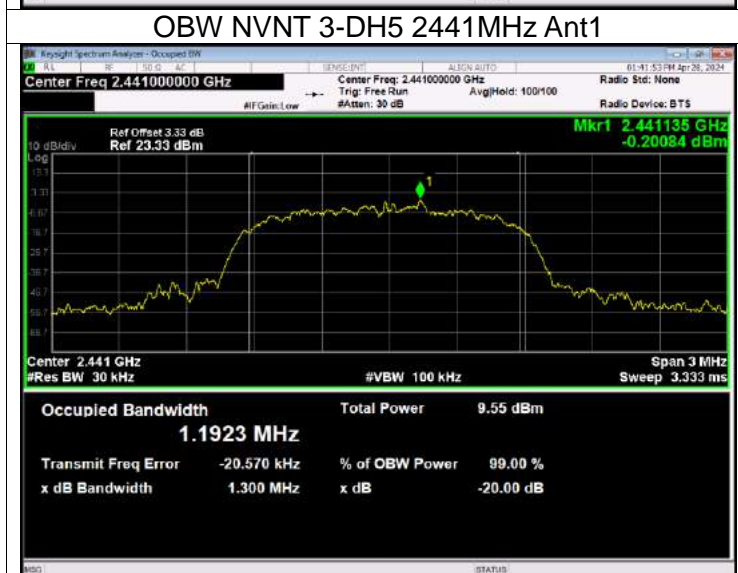 OBW NVNT 3-DH5 2441MHz Ant1
Keysight Spectrum Analyzer - Occupied BW
RL RF 50 Ω AC SENSE:INT ALIGN AUTO 01:41:53 PM Apr 28, 2024
Center Freq 2.441000000 GHz Center Freq: 2.441000000 GHz Radio Std: None
Trig: Free Run Avg|Hold: 100/100
#IFGain:Low #Atten: 30 dB Radio Device: BTS
Mkr1 2.441135 GHz
Ref Offset 3.33 dB
10 dB/div Ref 23.33 dBm -0.20084 dBm
Log
13.3
1
3.33
-6.67
-16.7
-26.7
-36.7
-46.7
-56.7
-66.7
Center 2.441 GHz Span 3 MHz
#Res BW 30 kHz #VBW 100 kHz Sweep 3.333 ms
Occupied Bandwidth Total Power 9.55 dBm
1.1923 MHz
Transmit Freq Error -20.570 kHz % of OBW Power 99.00 %
x dB Bandwidth 1.300 MHz x dB -20.00 dB
MSG STATUS